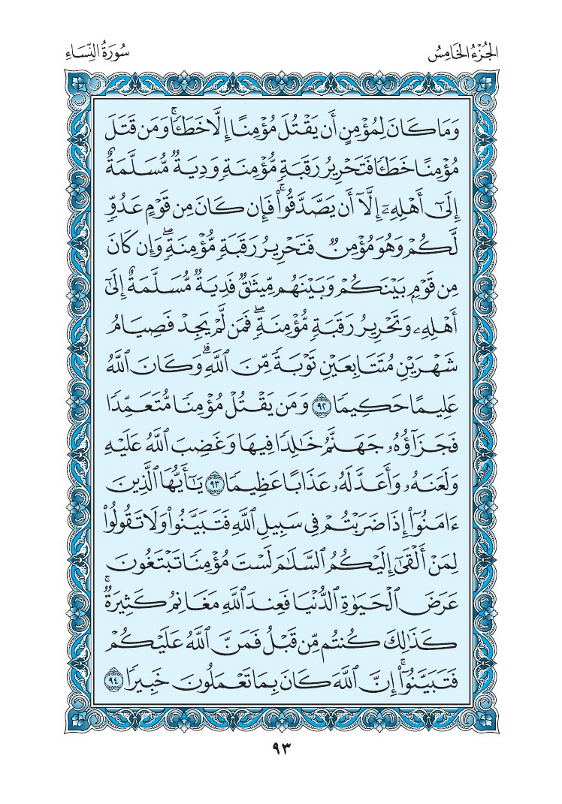 الجُزْءُ الخَامِسُ
سُورَةُ النِّسَاءِ
وَمَا كَانَ لِمُؤْمِنٍ أَن يَقْتُلَ مُؤْمِنًا إِلَّا خَطَـًٔاۚ وَمَن قَتَلَ
مُؤْمِنًا خَطَـًٔا فَتَحْرِيرُ رَقَبَةٍ مُّؤْمِنَةٍ وَدِيَةٌ مُّسَلَّمَةٌ
إِلَىٰٓ أَهْلِهِۦٓ إِلَّآ أَن يَصَّدَّقُوا۟ۚ فَإِن كَانَ مِن قَوْمٍ عَدُوٍّ
لَّكُمْ وَهُوَ مُؤْمِنٌ فَتَحْرِيرُ رَقَبَةٍ مُّؤْمِنَةٍۖ وَإِن كَانَ
مِن قَوْمٍۭ بَيْنَكُمْ وَبَيْنَهُم مِّيثَٰقٌ فَدِيَةٌ مُّسَلَّمَةٌ إِلَىٰٓ
أَهْلِهِۦ وَتَحْرِيرُ رَقَبَةٍ مُّؤْمِنَةٍۖ فَمَن لَّمْ يَجِدْ فَصِيَامُ
شَهْرَيْنِ مُتَتَابِعَيْنِ تَوْبَةً مِّنَ ٱللَّهِۗ وَكَانَ ٱللَّهُ
عَلِيمًا حَكِيمًا ٩٢ وَمَن يَقْتُلْ مُؤْمِنًا مُّتَعَمِّدًا
فَجَزَآؤُهُۥ جَهَنَّمُ خَٰلِدًا فِيهَا وَغَضِبَ ٱللَّهُ عَلَيْهِ
وَلَعَنَهُۥ وَأَعَدَّ لَهُۥ عَذَابًا عَظِيمًا ٩٣ يَٰٓأَيُّهَا ٱلَّذِينَ
ءَامَنُوٓا۟ إِذَا ضَرَبْتُمْ فِى سَبِيلِ ٱللَّهِ فَتَبَيَّنُوا۟ وَلَا تَقُولُوا۟
لِمَنْ أَلْقَىٰٓ إِلَيْكُمُ ٱلسَّلَٰمَ لَسْتَ مُؤْمِنًا تَبْتَغُونَ
عَرَضَ ٱلْحَيَوٰةِ ٱلدُّنْيَا فَعِندَ ٱللَّهِ مَغَانِمُ كَثِيرَةٌۚ
كَذَٰلِكَ كُنتُم مِّن قَبْلُ فَمَنَّ ٱللَّهُ عَلَيْكُمْ
فَتَبَيَّنُوٓا۟ۚ إِنَّ ٱللَّهَ كَانَ بِمَا تَعْمَلُونَ خَبِيرًا ٩٤
٩٣